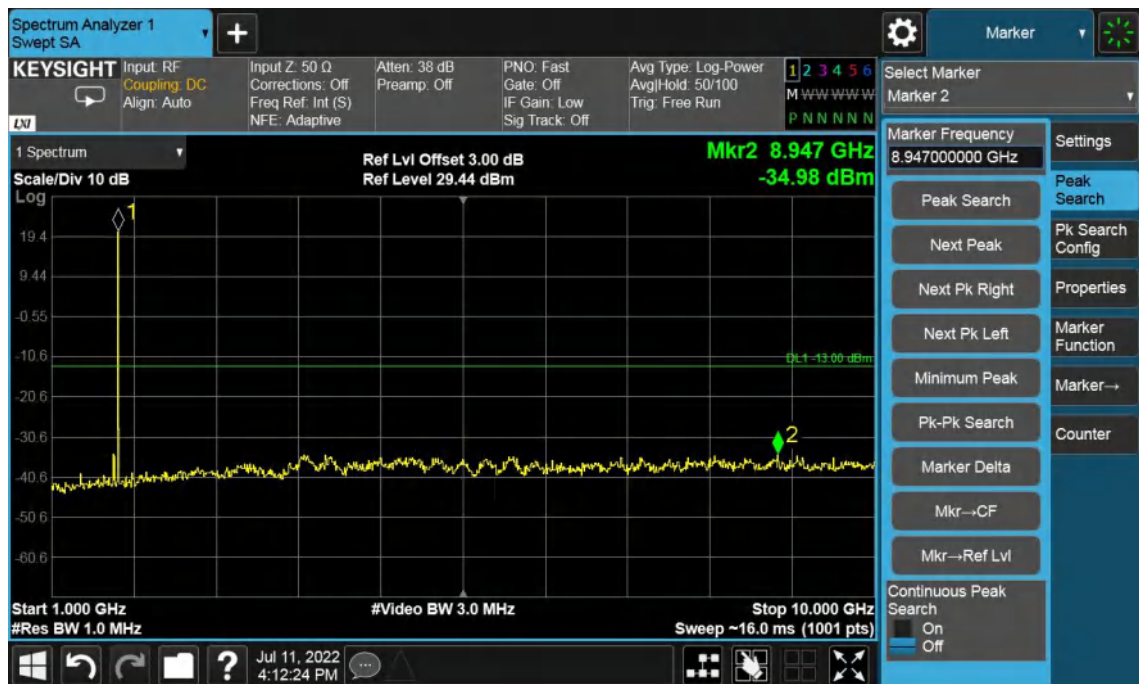 Spectrum Analyzer 1
Swept SA
+
Marker
KEYSIGHT
LXI
Input: RF
Coupling: DC
Align: Auto
Input Z: 50 Ω
Corrections: Off
Freq Ref: Int (S)
NFE: Adaptive
Atten: 38 dB
Preamp: Off
PNO: Fast
Gate: Off
IF Gain: Low
Sig Track: Off
Avg Type: Log-Power
Avg|Hold: 50/100
Trig: Free Run
1 2 3 4 5 6
M W W W W W
P N N N N N
Select Marker
Marker 2
1 Spectrum
Scale/Div 10 dB
Log
Ref Lvl Offset 3.00 dB
Ref Level 29.44 dBm
Mkr2 8.947 GHz
-34.98 dBm
1
19.4
9.44
-0.55
-10.6
DL1 -13.00 dBm
-20.6
-30.6
2
-40.6
-50.6
-60.6
Start 1.000 GHz
#Res BW 1.0 MHz
#Video BW 3.0 MHz
Stop 10.000 GHz
Sweep ~16.0 ms (1001 pts)
Marker Frequency
8.947000000 GHz
Peak Search
Next Peak
Next Pk Right
Next Pk Left
Minimum Peak
Pk-Pk Search
Marker Delta
Mkr→CF
Mkr→Ref Lvl
Continuous Peak
Search
On
Off
Settings
Peak
Search
Pk Search
Config
Properties
Marker
Function
Marker→
Counter
?
Jul 11, 2022
4:12:24 PM